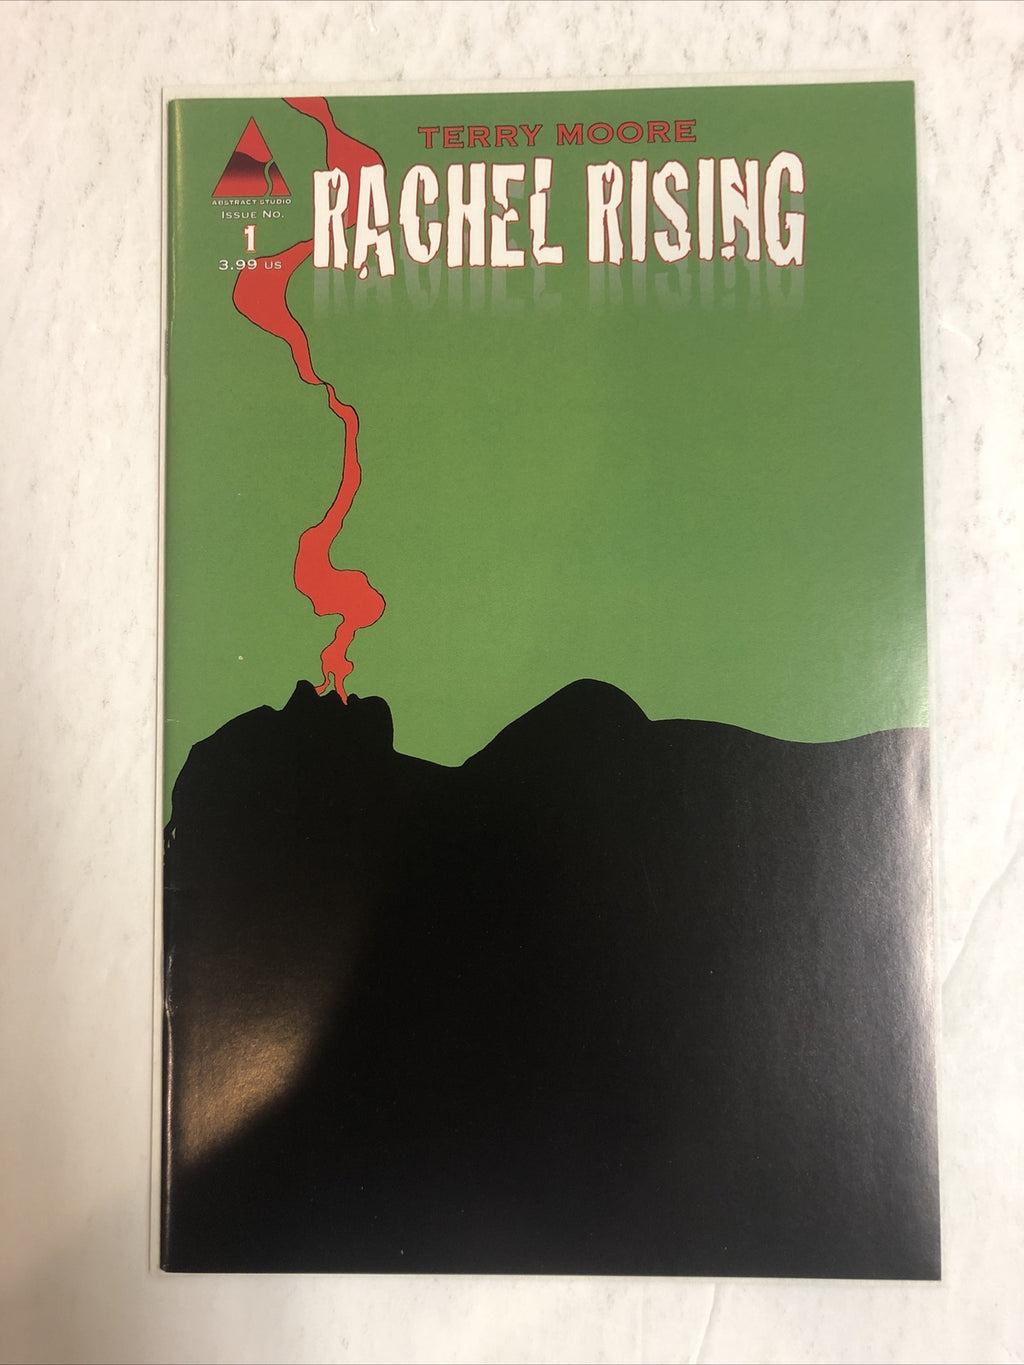 TERRY MOORE
RACHEL RISING
ABSTRACT STUDIO
ISSUE NO.
1
3.99 US